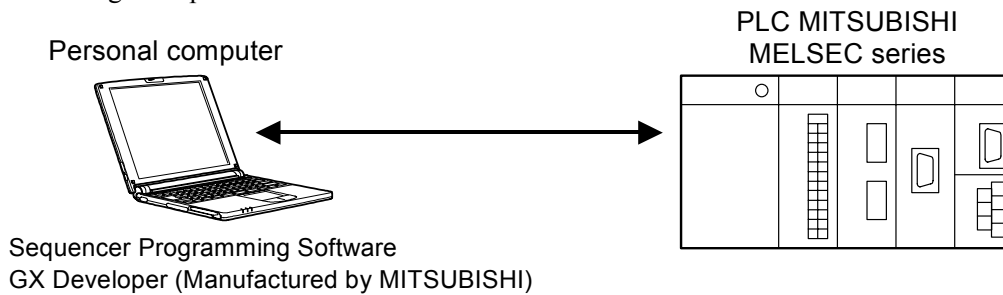 PLC MITSUBISHI
MELSEC series
Personal computer
Sequencer Programming Software
GX Developer (Manufactured by MITSUBISHI)